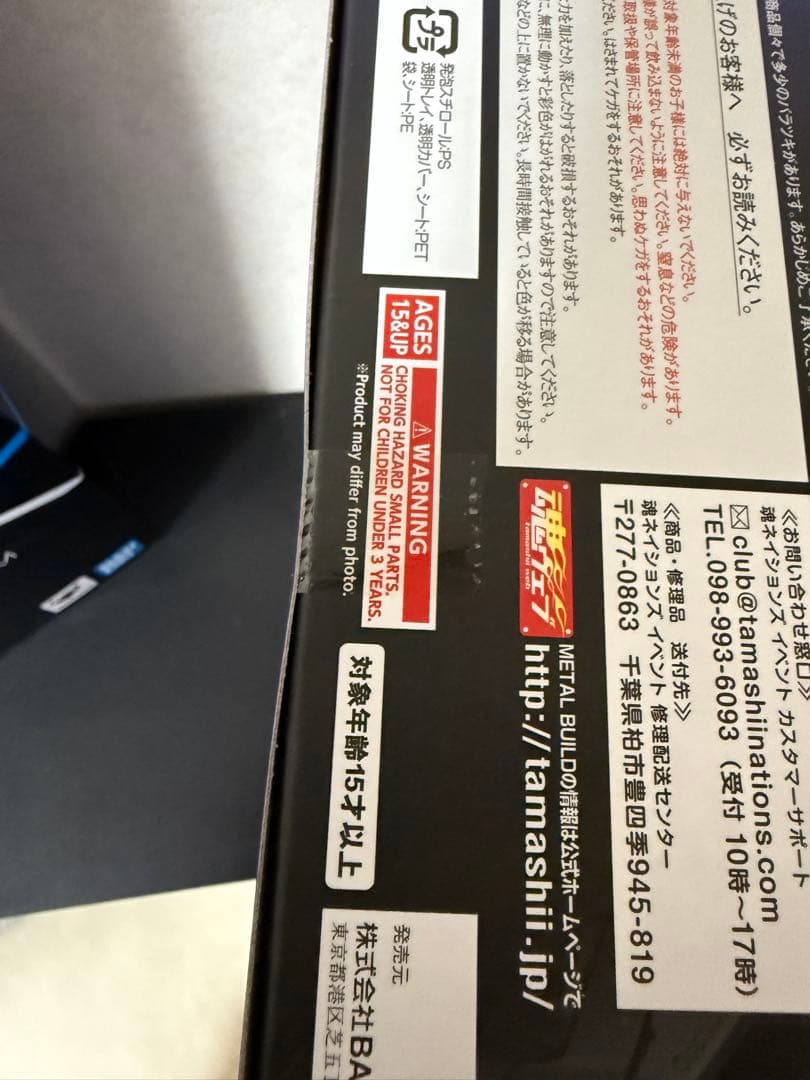 商品個々で多少のバラツキがあります。あらかじめご了承くださ
げのお客様へ 必ずお読みください。
対象年齢未満のお子様には絶対に与えないでください。
様が誤って飲み込まないように注意してください。窒息などの危険があります。
取扱や保管場所に注意してください。思わぬケガをするおそれがあります。
ださい。はさまれてケガをするおそれがあります。
力を加えたり、落としたりすると破損するおそれがあります。
に、無理に動かすと彩色がはがれるおそれがありますので注意してください。
などの上に置かないでください。長時間接触していると色が移る場合があります。
プラ
発泡スチロール:PS
透明トレイ、透明カバー、シート:PET
袋、シート:PE
AGES
15&UP
⚠WARNING
CHOKING HAZARD SMALL PARTS.
NOT FOR CHILDREN UNDER 3 YEARS.
※Product may differ from photo.
≪お問い合わせ窓口≫
魂ネイションズ イベント カスタマーサポート
✉club@tamashiinations.com
TEL.098-993-6093 (受付 10時〜17時)
≪商品・修理品 送付先≫
魂ネイションズ イベント 修理配送センター
〒277-0863 千葉県柏市豊四季945-819
魂ウェブ
tamashii web
METAL BUILDの情報は公式ホームページで
http://tamashii.jp/
対象年齢15才以上
発売元
株式会社BA
東京都港区芝五丁